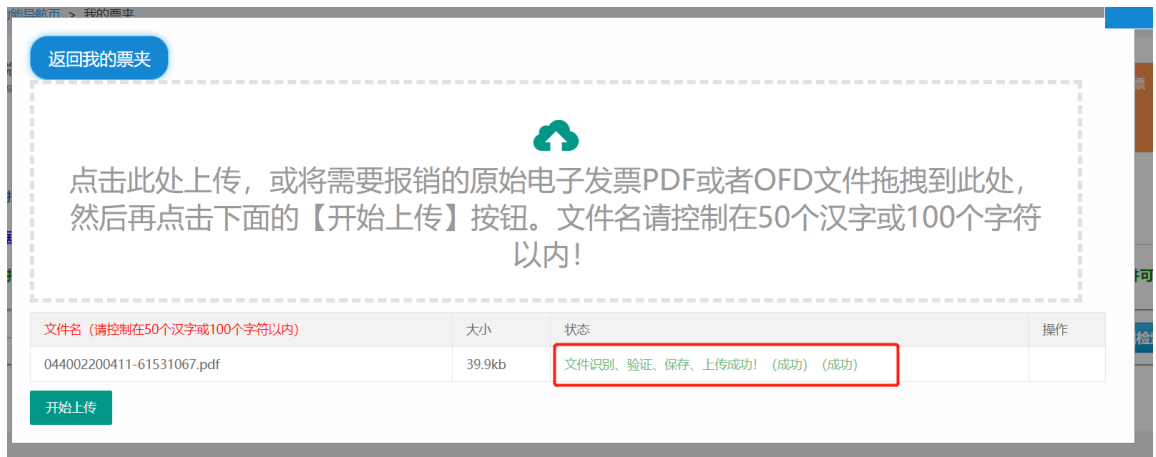 能导航页 > 我的票夹
返回我的票夹
票
点击此处上传，或将需要报销的原始电子发票PDF或者OFD文件拖拽到此处，
然后再点击下面的【开始上传】按钮。文件名请控制在50个汉字或100个字符
以内！
文件名（请控制在50个汉字或100个字符以内） 大小 状态 操作
044002200411-61531067.pdf 39.9kb 文件识别、验证、保存、上传成功！（成功）（成功）
开始上传